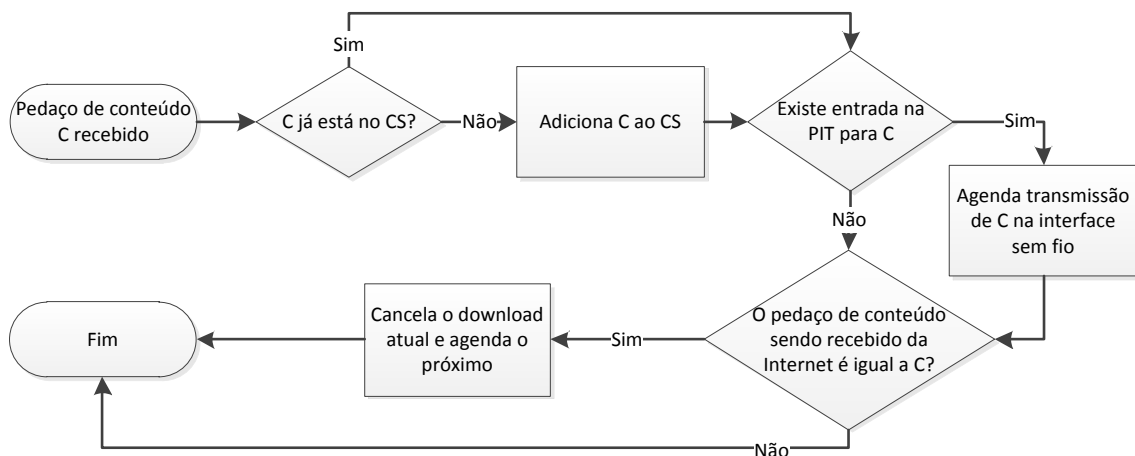 Sim
Pedaço de conteúdo
C recebido
C já está no CS?
Não
Adiciona C ao CS
Existe entrada na
PIT para C
Sim
Agenda transmissão
de C na interface
sem fio
Não
O pedaço de conteúdo
sendo recebido da
Internet é igual a C?
Sim
Cancela o download
atual e agenda o
próximo
Fim
Não